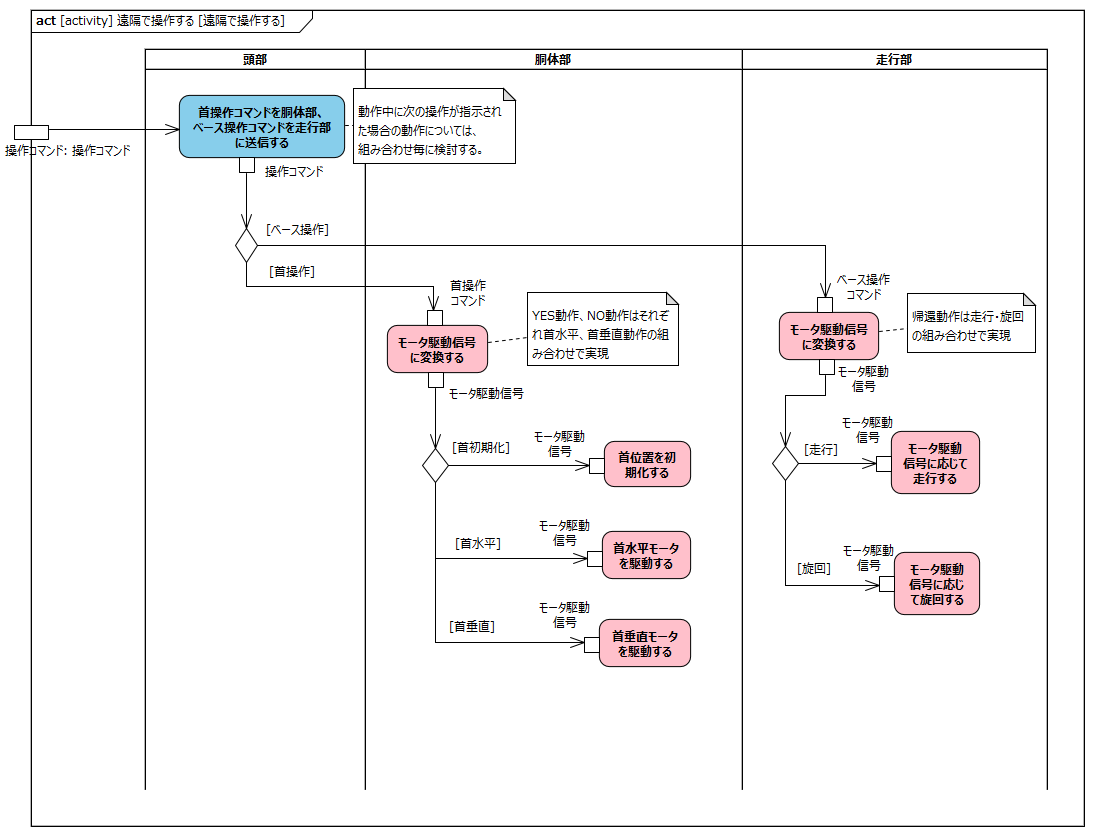 act [activity] 遠隔で操作する [遠隔で操作する]
頭部
胴体部
走行部
首操作コマンドを胴体部、
ベース操作コマンドを走行部
に送信する
動作中に次の操作が指示され
た場合の動作については、
組み合わせ毎に検討する。
操作コマンド: 操作コマンド
操作コマンド
[ベース操作]
[首操作]
首操作
コマンド
YES動作、NO動作はそれぞ
れ首水平、首垂直動作の組
み合わせで実現
モータ駆動信号
に変換する
モータ駆動信号
ベース操作
コマンド
帰還動作は走行・旋回
の組み合わせで実現
モータ駆動信号
に変換する
モータ駆動
信号
[首初期化]
モータ駆動
信号
首位置を初
期化する
[首水平]
モータ駆動
信号
首水平モータ
を駆動する
[首垂直]
モータ駆動
信号
首垂直モータ
を駆動する
[走行]
モータ駆動
信号
モータ駆動
信号に応じて
走行する
[旋回]
モータ駆動
信号
モータ駆動
信号に応じ
て旋回する